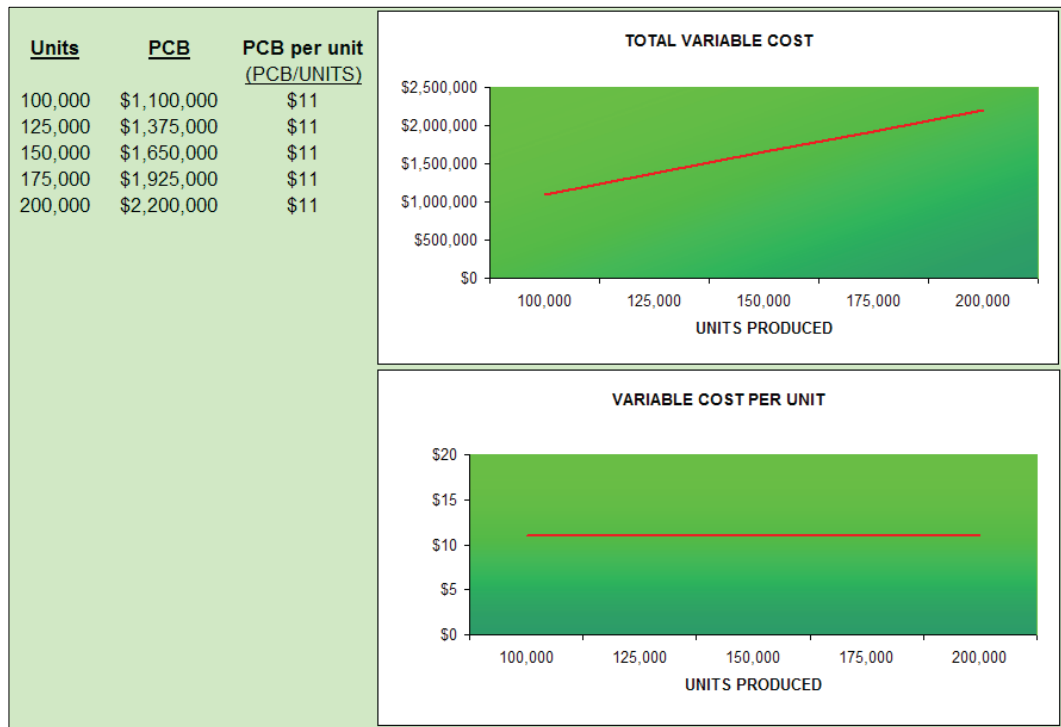 Units PCB PCB per unit
(PCB/UNITS)
100,000 $1,100,000 $11
125,000 $1,375,000 $11
150,000 $1,650,000 $11
175,000 $1,925,000 $11
200,000 $2,200,000 $11
TOTAL VARIABLE COST
$2,500,000
$2,000,000
$1,500,000
$1,000,000
$500,000
$0
100,000 125,000 150,000 175,000 200,000
UNITS PRODUCED
VARIABLE COST PER UNIT
$20
$15
$10
$5
$0
100,000 125,000 150,000 175,000 200,000
UNITS PRODUCED